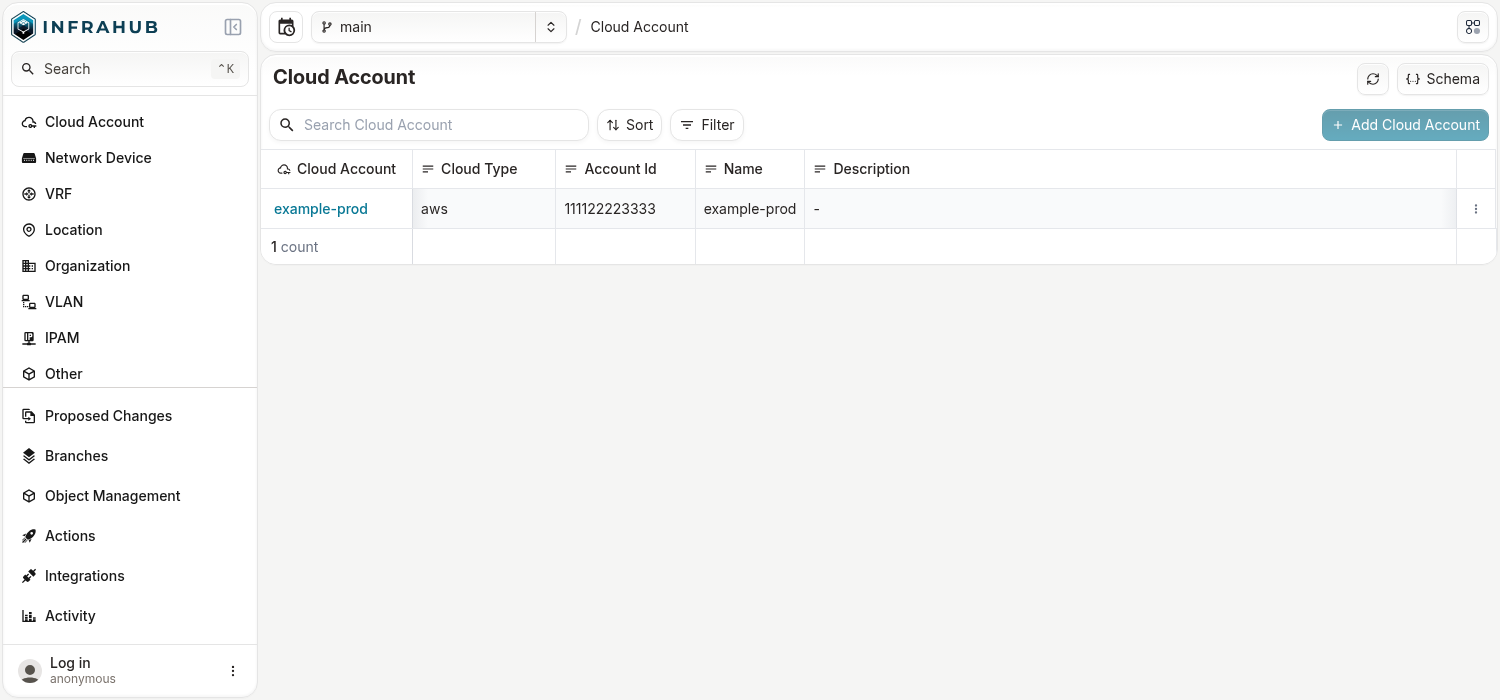 INFRAHUB
Search
^K
Cloud Account
Network Device
VRF
Location
Organization
VLAN
IPAM
Other
Proposed Changes
Branches
Object Management
Actions
Integrations
Activity
Log in
anonymous
main
/
Cloud Account
Cloud Account
Schema
Search Cloud Account
Sort
Filter
+ Add Cloud Account
Cloud Account Cloud Type Account Id Name Description
example-prod aws 111122223333 example-prod -
1 count